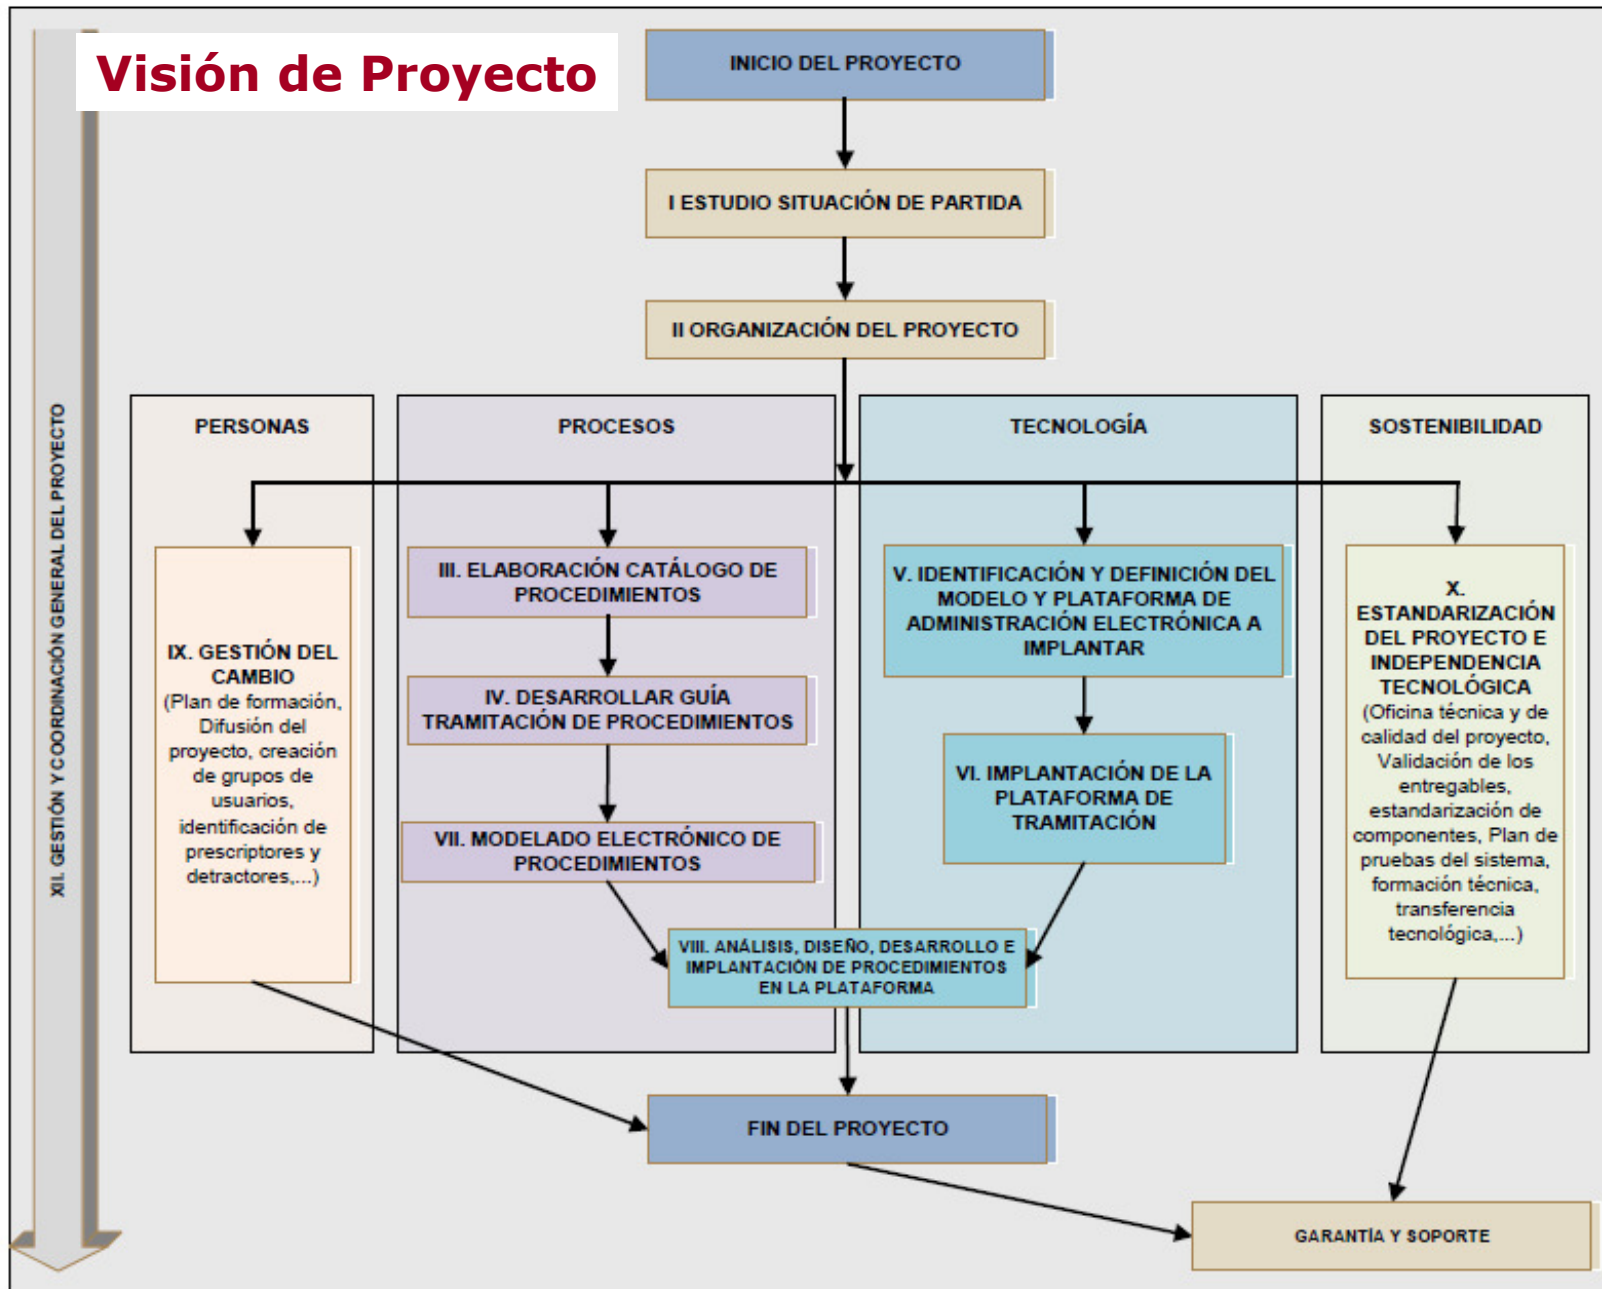 Visión de Proyecto
INICIO DEL PROYECTO
I ESTUDIO SITUACIÓN DE PARTIDA
II ORGANIZACIÓN DEL PROYECTO
XII. GESTIÓN Y COORDINACIÓN GENERAL DEL PROYECTO
PERSONAS
IX. GESTIÓN DEL
CAMBIO
(Plan de formación,
Difusión del
proyecto, creación
de grupos de
usuarios,
identificación de
prescriptores y
detractores,...)
PROCESOS
III. ELABORACIÓN CATÁLOGO DE
PROCEDIMIENTOS
IV. DESARROLLAR GUÍA
TRAMITACIÓN DE PROCEDIMIENTOS
VII. MODELADO ELECTRÓNICO DE
PROCEDIMIENTOS
TECNOLOGÍA
V. IDENTIFICACIÓN Y DEFINICIÓN DEL
MODELO Y PLATAFORMA DE
ADMINISTRACIÓN ELECTRÓNICA A
IMPLANTAR
VI. IMPLANTACIÓN DE LA
PLATAFORMA DE
TRAMITACIÓN
VIII. ANÁLISIS, DISEÑO, DESARROLLO E
IMPLANTACIÓN DE PROCEDIMIENTOS
EN LA PLATAFORMA
SOSTENIBILIDAD
X.
ESTANDARIZACIÓN
DEL PROYECTO E
INDEPENDENCIA
TECNOLÓGICA
(Oficina técnica y de
calidad del proyecto,
Validación de los
entregables,
estandarización de
componentes, Plan de
pruebas del sistema,
formación técnica,
transferencia
tecnológica,...)
FIN DEL PROYECTO
GARANTÍA Y SOPORTE